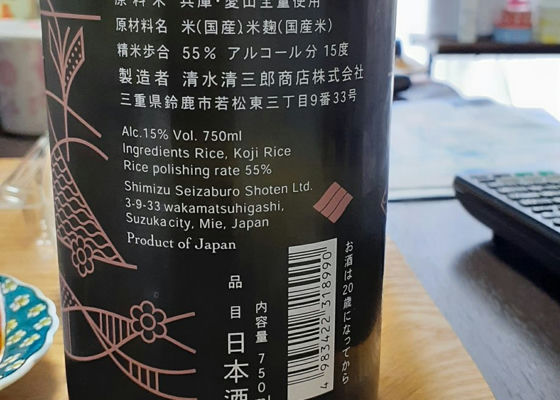 原料米 兵庫・愛山全量使用
原材料名 米(国産)米麹(国産米)
精米歩合 55% アルコール分 15度
製造者 清水清三郎商店株式会社
三重県鈴鹿市若松東三丁目9番33号
Alc.15% Vol. 750ml
Ingredients Rice, Koji Rice
Rice polishing rate 55%
Shimizu Seizaburo Shoten Ltd.
3-9-33 wakamatsuhigashi,
Suzuka city, Mie, Japan
Product of Japan
品目 日本酒
内容量 750ml
4 983422 318990
お酒は20歳になってから